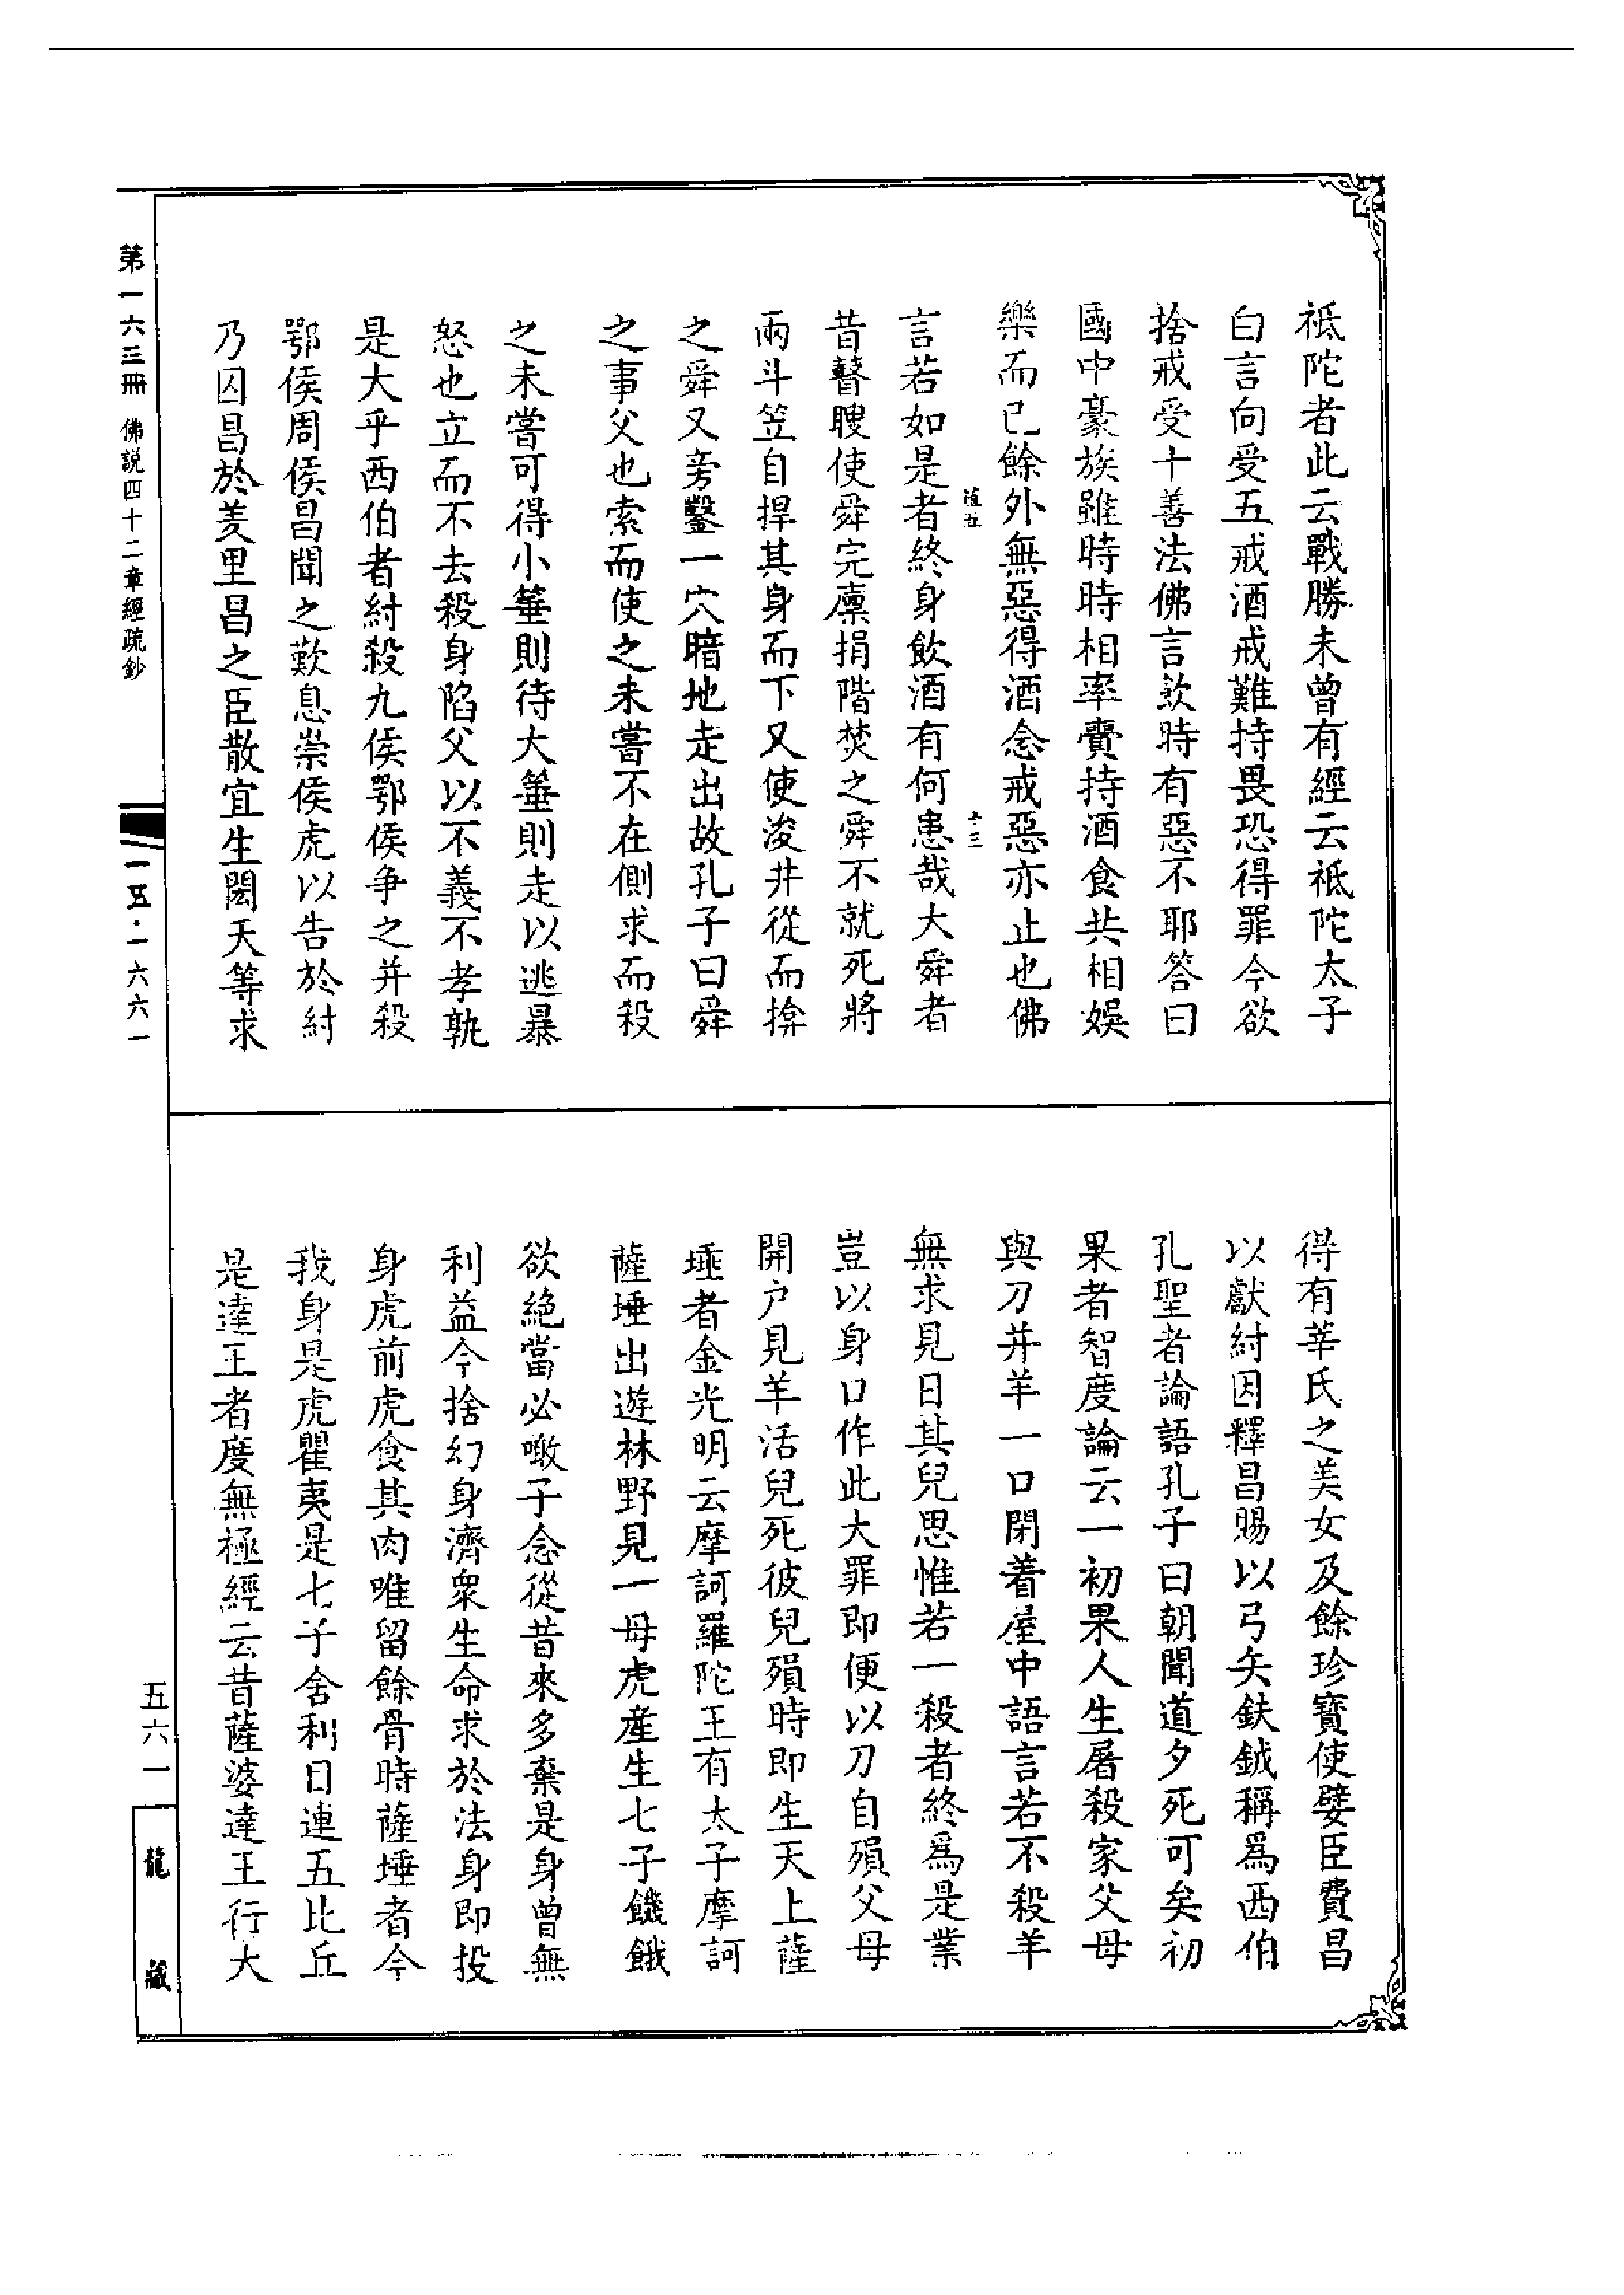 祇陀者此云戰勝未曾有經云祇陀太子
白言向受五戒酒戒難持畏恐得罪今欲
捨戒受十善法佛言飲時有惡不耶答曰
國中豪族雖時時相率賷持酒食共相娛
樂而已餘外無惡得酒念戒惡亦止也佛
言若如是者終身飲酒有何患哉大舜者
十三
昔瞽瞍使舜完廩捐階焚之舜不就死將
兩斗笠自捍其身而下又使浚井從而揜
之舜又旁鑿一穴暗地走出故孔子曰舜
之事父也索而使之未嘗不在側求而殺
之未嘗可得小箠則待大箠則走以逃暴
怒也立而不去殺身陷父以不義不孝孰
是大乎西伯者紂殺九侯鄂侯争之并殺
鄂侯周侯昌聞之歎息崇侯虎以告於紂
乃囚昌於羑里昌之臣散宜生閎夭等求
得有莘氏之美女及餘珍寶使嬖臣費昌
以獻紂因釋昌賜以弓矢鈇鉞稱爲西伯
孔聖者論語孔子曰朝聞道夕死可矣初
果者智度論云一初果人生屠殺家父母
與刀并羊一口閉着屋中語言若不殺羊
無求見日其兒思惟若一殺者終爲是業
豈以身口作此大罪即便以刀自殞父母
開户見羊活兒死彼兒殞時即生天上薩
埵者金光明云摩訶羅陀王有太子摩訶
薩埵出遊林野見一母虎産生七子饑餓
欲絕當必噉子念從昔來多棄是身曾無
利益今捨幻身濟衆生命求於法身即投
身虎前虎食其肉唯留餘骨時薩埵者今
我身是虎瞿夷是七子舍利日連五比丘
是達王者度無極經云昔薩婆達王行大
第一六三冊 佛説四十二章經疏鈔
一五·一六六一
五六一
龍藏